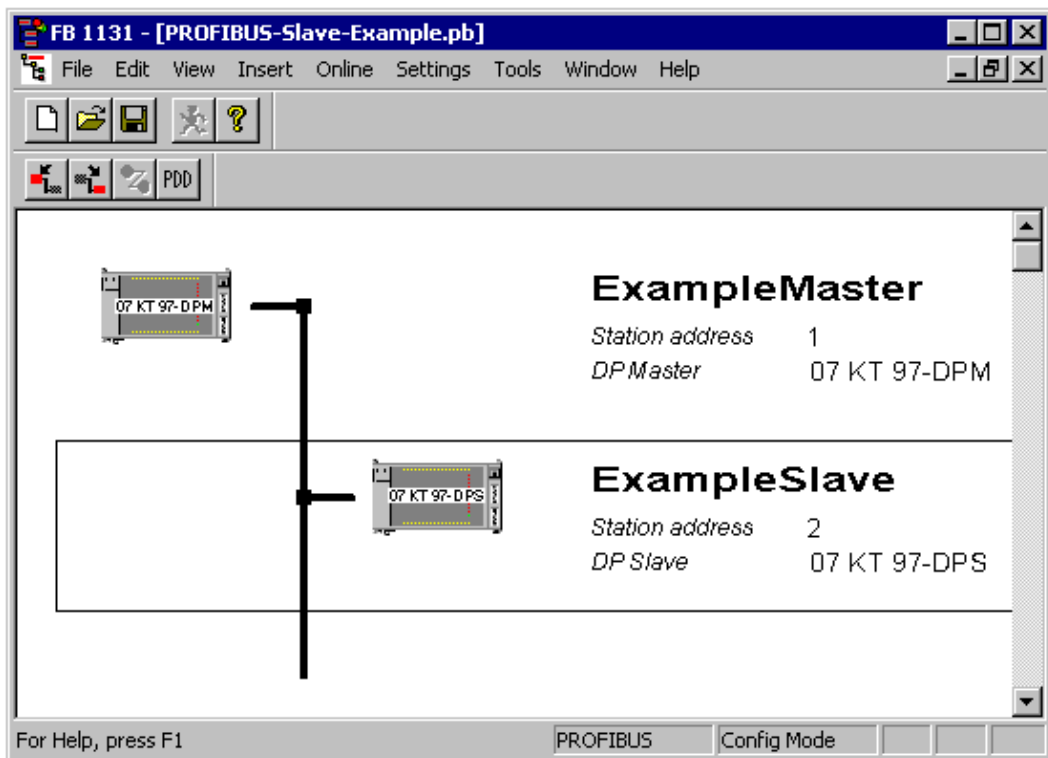 FB 1131 - [PROFIBUS-Slave-Example.pb]
File Edit View Insert Online Settings Tools Window Help
PDD
07 KT 97-DPM
ExampleMaster
Station address 1
DP Master 07 KT 97-DPM
07 KT 97-DPS
ExampleSlave
Station address 2
DP Slave 07 KT 97-DPS
For Help, press F1 PROFIBUS Config Mode